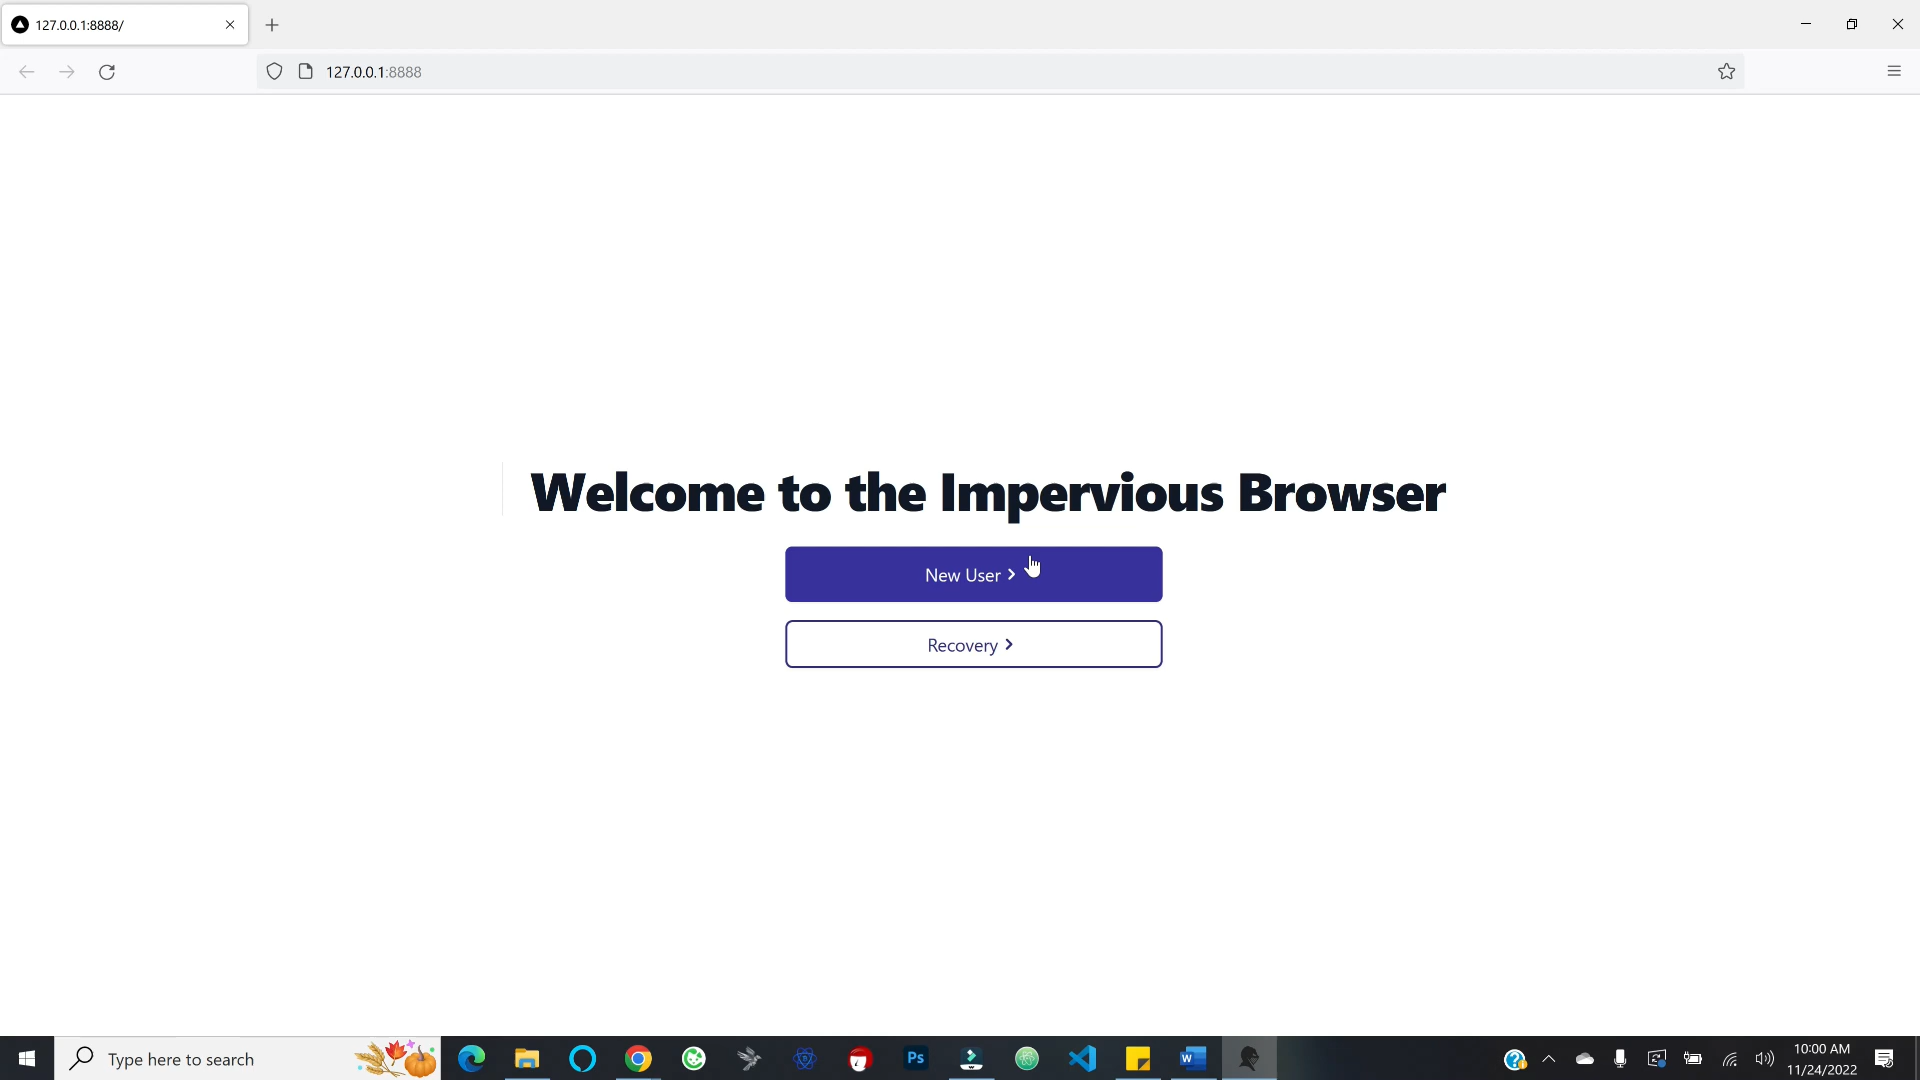 127.0.0.1:8888/
127.0.0.1:8888
Welcome to the Impervious Browser
New User
Recovery
Type here to search
Ps
10:00 AM
11/24/2022